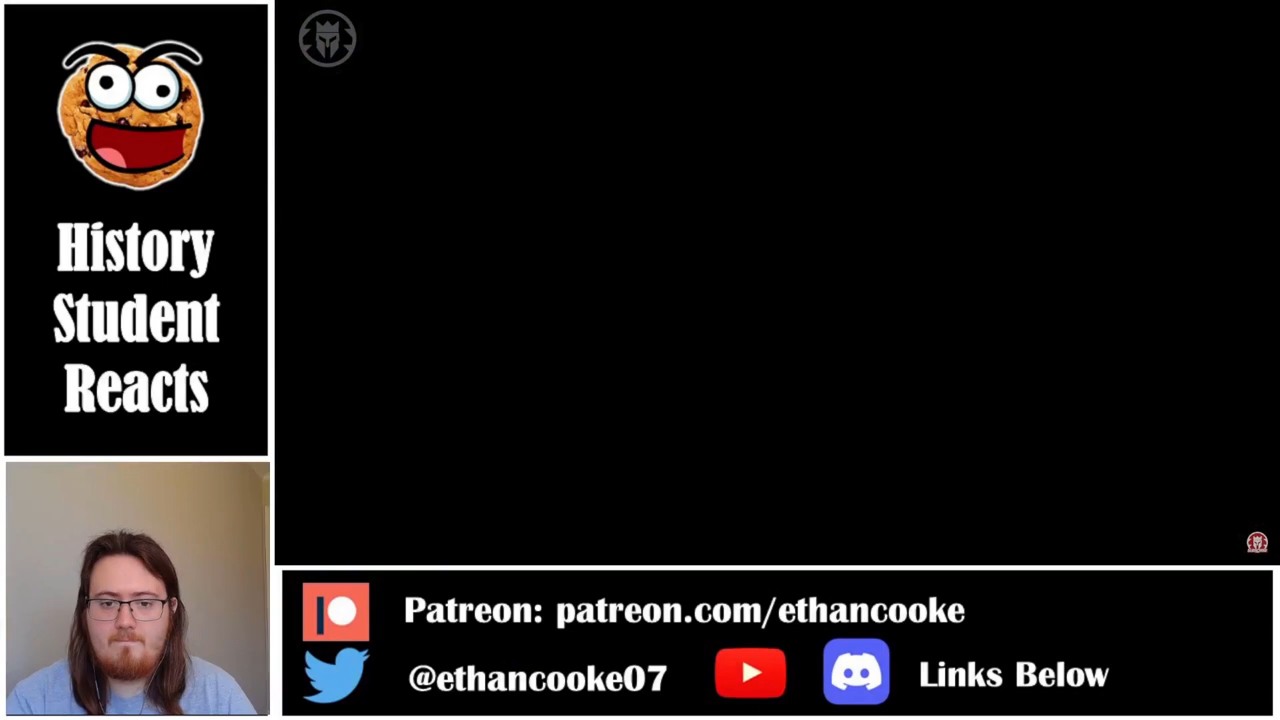 History
Student
Reacts
Patreon: patreon.com/ethancooke
@ethancooke07
Links Below